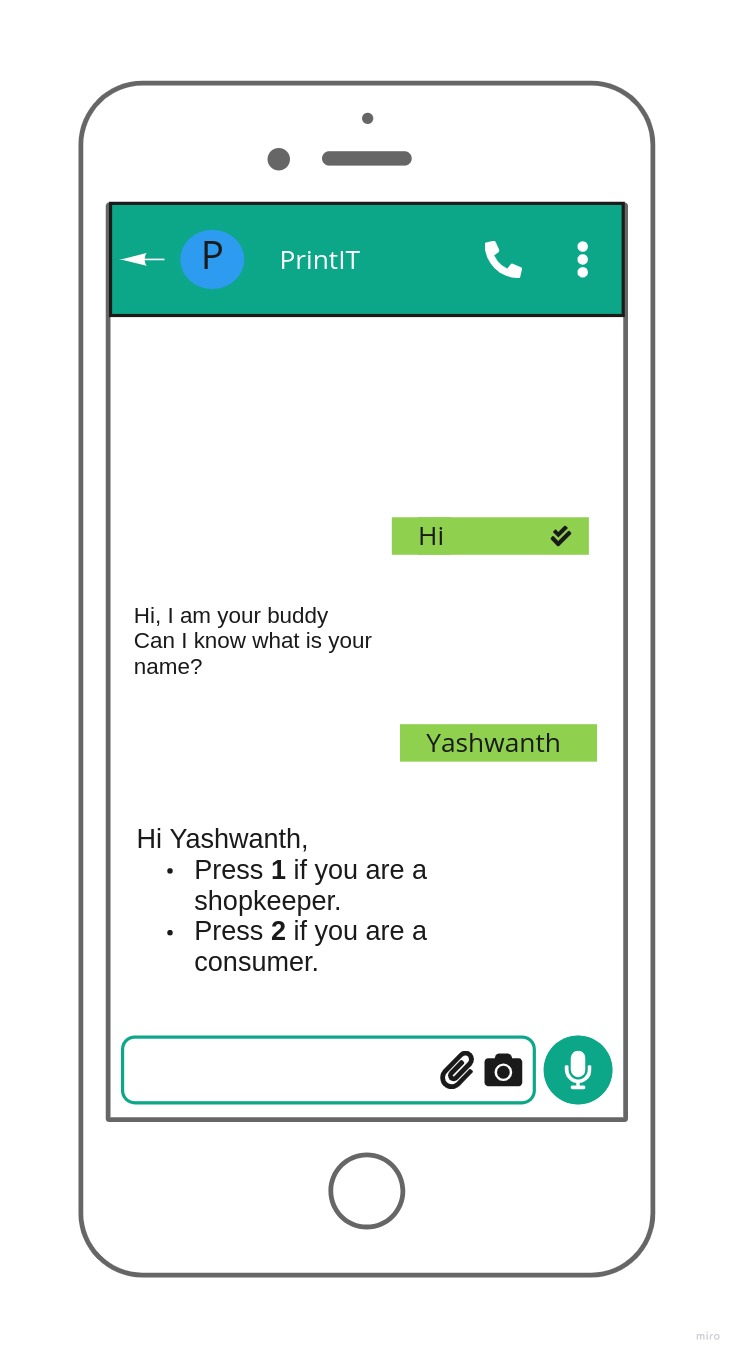 P
PrintIT
Hi
Hi, I am your buddy
Can I know what is your
name?
Yashwanth
Hi Yashwanth,
• Press 1 if you are a
shopkeeper.
• Press 2 if you are a
consumer.
miro